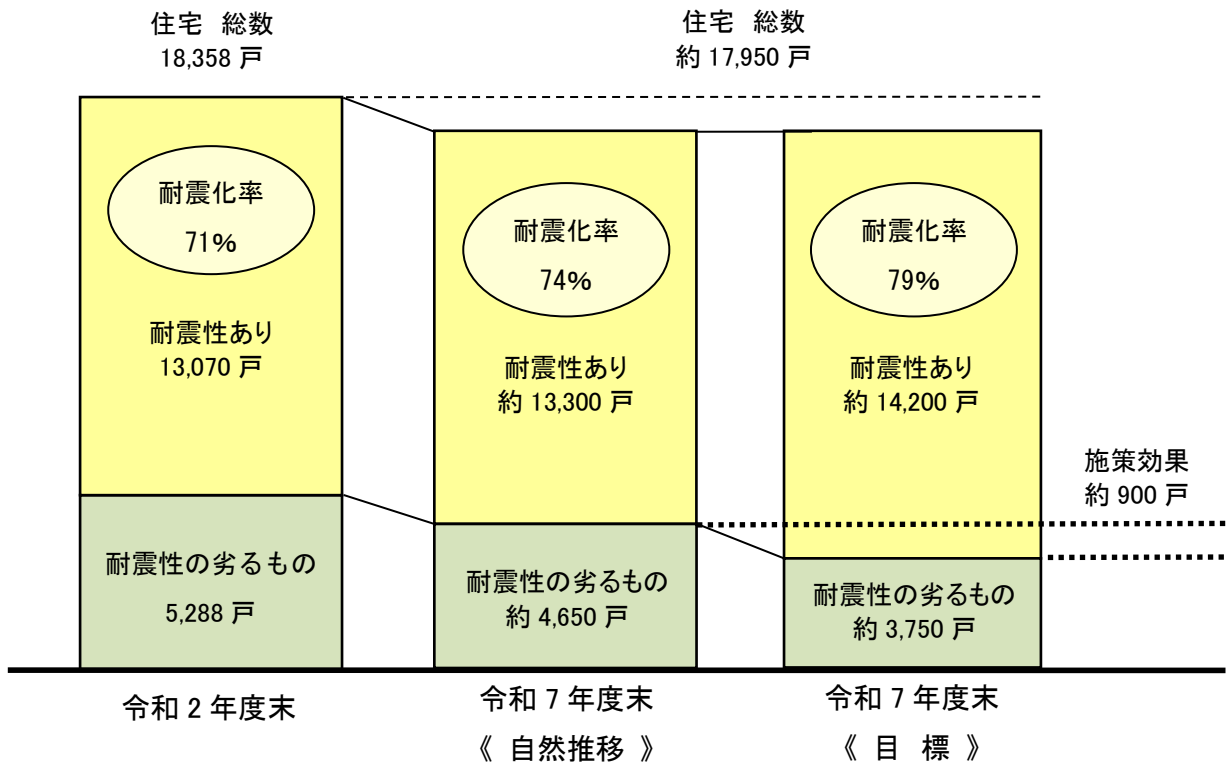 住宅 総数
18,358 戸
住宅 総数
約 17,950 戸
耐震化率
71%
耐震性あり
13,070 戸
耐震性の劣るもの
5,288 戸
耐震化率
74%
耐震性あり
約 13,300 戸
耐震性の劣るもの
約 4,650 戸
耐震化率
79%
耐震性あり
約 14,200 戸
耐震性の劣るもの
約 3,750 戸
施策効果
約 900 戸
令和 2 年度末
令和 7 年度末
《 自然推移 》
令和 7 年度末
《 目 標 》